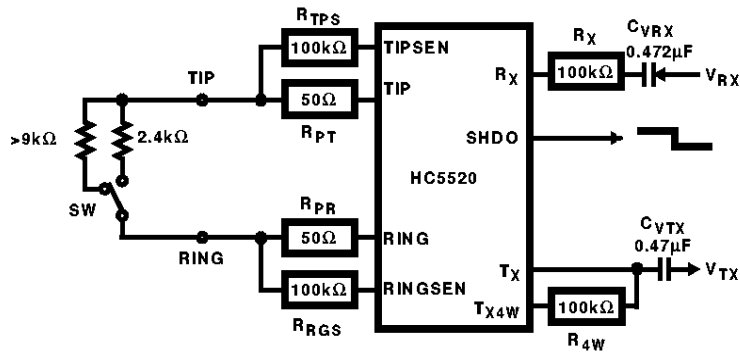 RTPS
100kΩ
TIPSEN
TIP
50Ω
TIP
RPT
>9kΩ
2.4kΩ
SW
RING
RPR
50Ω
RING
100kΩ
RINGSEN
RRGS
HC5520
RX
RX
100kΩ
CVRX
0.472μF
VRX
SHDO
TX
CVTX
0.47μF
VTX
TX4W
100kΩ
R4W